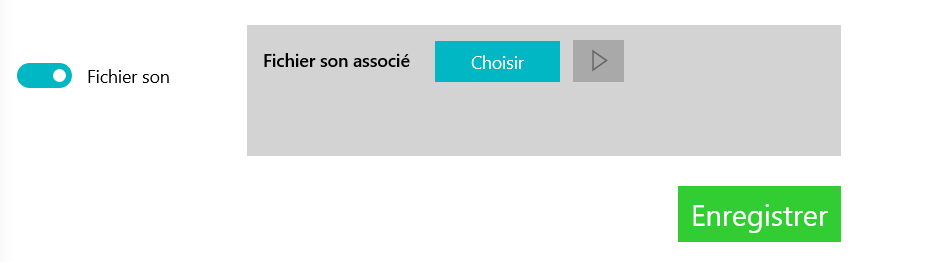 Fichier son associé
Choisir
Fichier son
Enregistrer